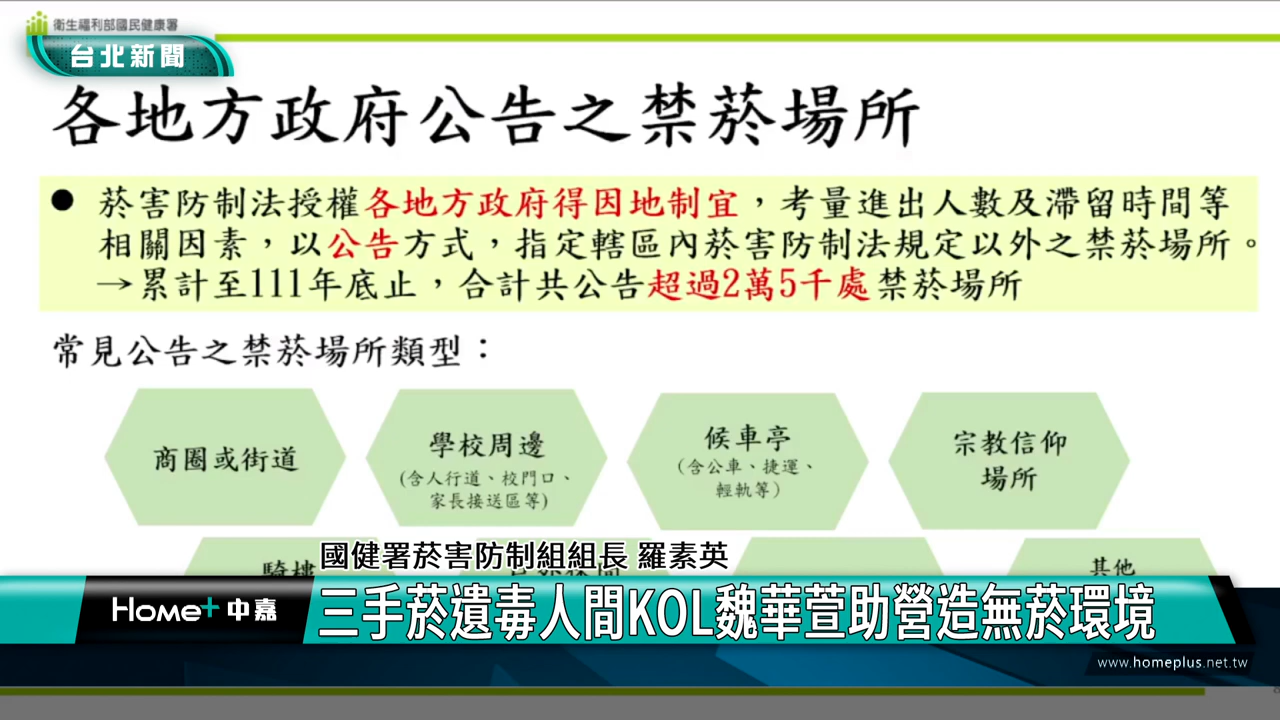 衛生福利部國民健康署
台北新聞
各地方政府公告之禁菸場所
● 菸害防制法授權各地方政府得因地制宜，考量進出人數及滯留時間等
相關因素，以公告方式，指定轄區內菸害防制法規定以外之禁菸場所。
→累計至111年底止，合計共公告超過2萬5千處禁菸場所
常見公告之禁菸場所類型：
商圈或街道
學校周邊
(含人行道、校門口、
家長接送區等)
候車亭
(含公車、捷運、
輕軌等)
宗教信仰
場所
騎樓
其他
國健署菸害防制組組長 羅素英
Home+中嘉
三手菸遺毒人間KOL魏華萱助營造無菸環境
www.homeplus.net.tw